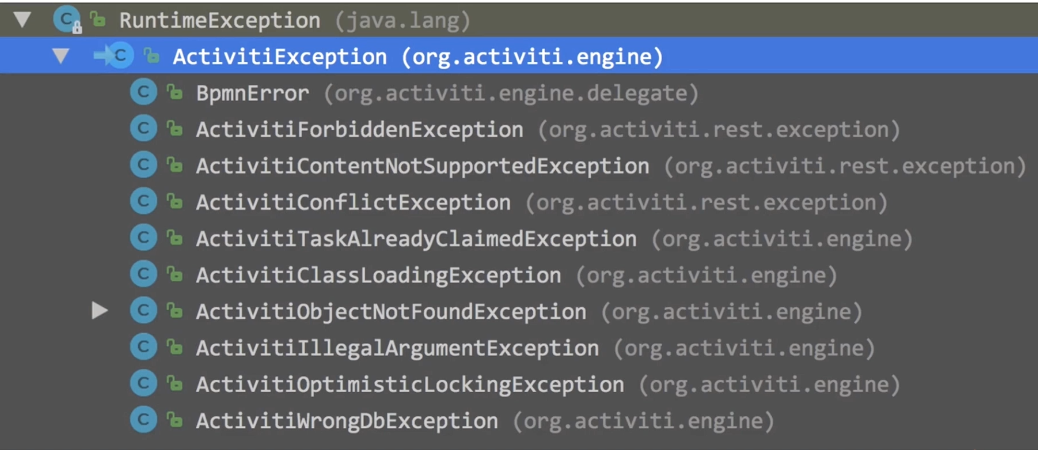 RuntimeException (java.lang)
ActivitiException (org.activiti.engine)
BpmnError (org.activiti.engine.delegate)
ActivitiForbiddenException (org.activiti.rest.exception)
ActivitiContentNotSupportedException (org.activiti.rest.exception)
ActivitiConflictException (org.activiti.rest.exception)
ActivitiTaskAlreadyClaimedException (org.activiti.engine)
ActivitiClassLoadingException (org.activiti.engine)
ActivitiObjectNotFoundException (org.activiti.engine)
ActivitiIllegalArgumentException (org.activiti.engine)
ActivitiOptimisticLockingException (org.activiti.engine)
ActivitiWrongDbException (org.activiti.engine)